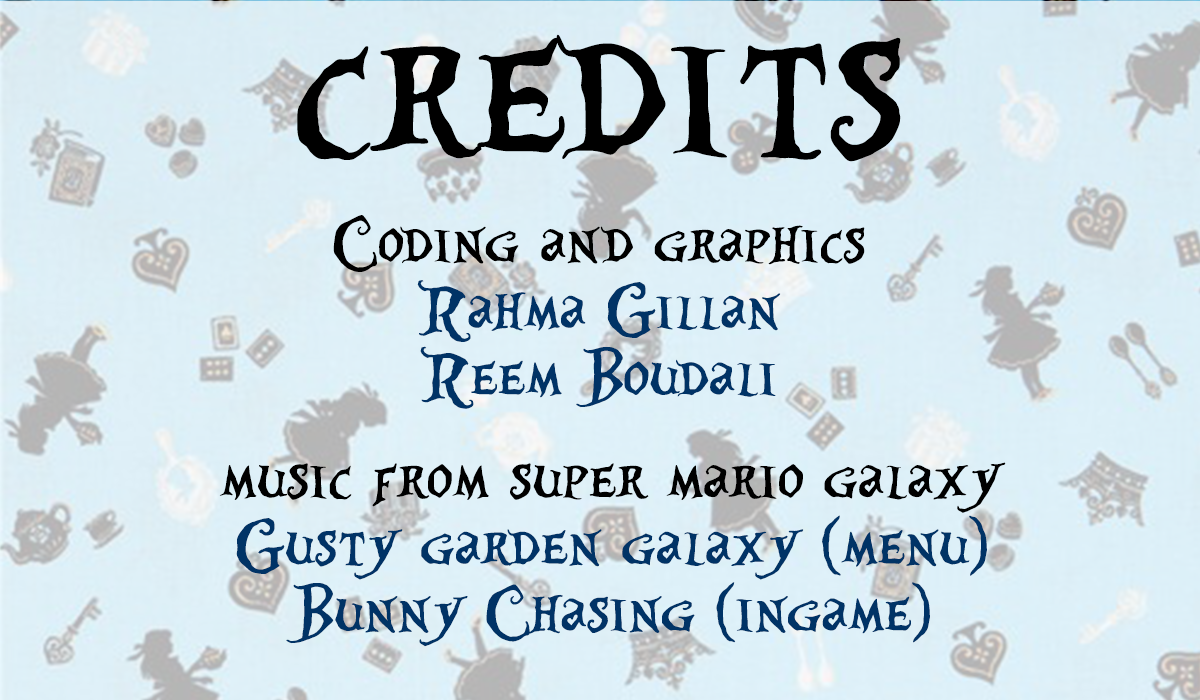 CREDITS
Coding and graphics
Rahma Gillan
Reem Boudali
music from super mario galaxy
Gusty garden galaxy (menu)
Bunny Chasing (ingame)